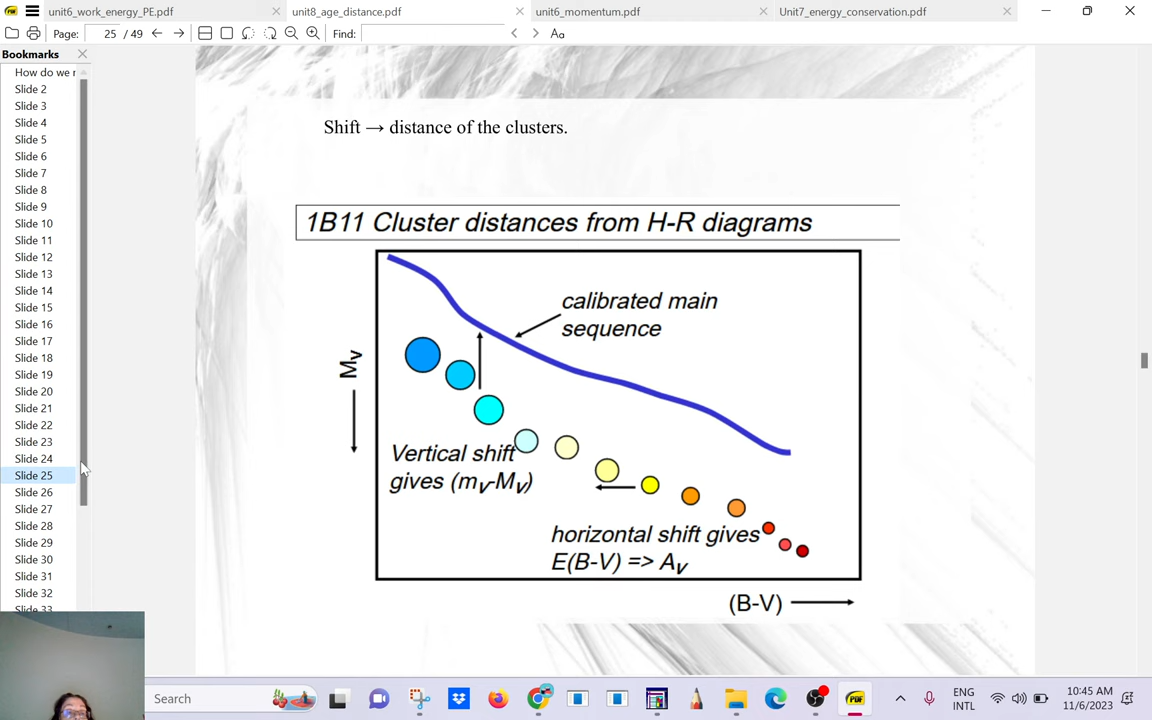 unit6_work_energy_PE.pdf
unit8_age_distance.pdf
unit6_momentum.pdf
Unit7_energy_conservation.pdf
Page: 25 / 49
Find:
Aa
Bookmarks
How do we r
Slide 2
Slide 3
Slide 4
Slide 5
Slide 6
Slide 7
Slide 8
Slide 9
Slide 10
Slide 11
Slide 12
Slide 13
Slide 14
Slide 15
Slide 16
Slide 17
Slide 18
Slide 19
Slide 20
Slide 21
Slide 22
Slide 23
Slide 24
Slide 25
Slide 26
Slide 27
Slide 28
Slide 29
Slide 30
Slide 31
Slide 32
Slide 33
Shift → distance of the clusters.
1B11 Cluster distances from H-R diagrams
calibrated main
sequence
Mv
Vertical shift
gives (mv-Mv)
horizontal shift gives
E(B-V) => Av
(B-V)
Search
PDF
ENG
INTL
10:45 AM
11/6/2023